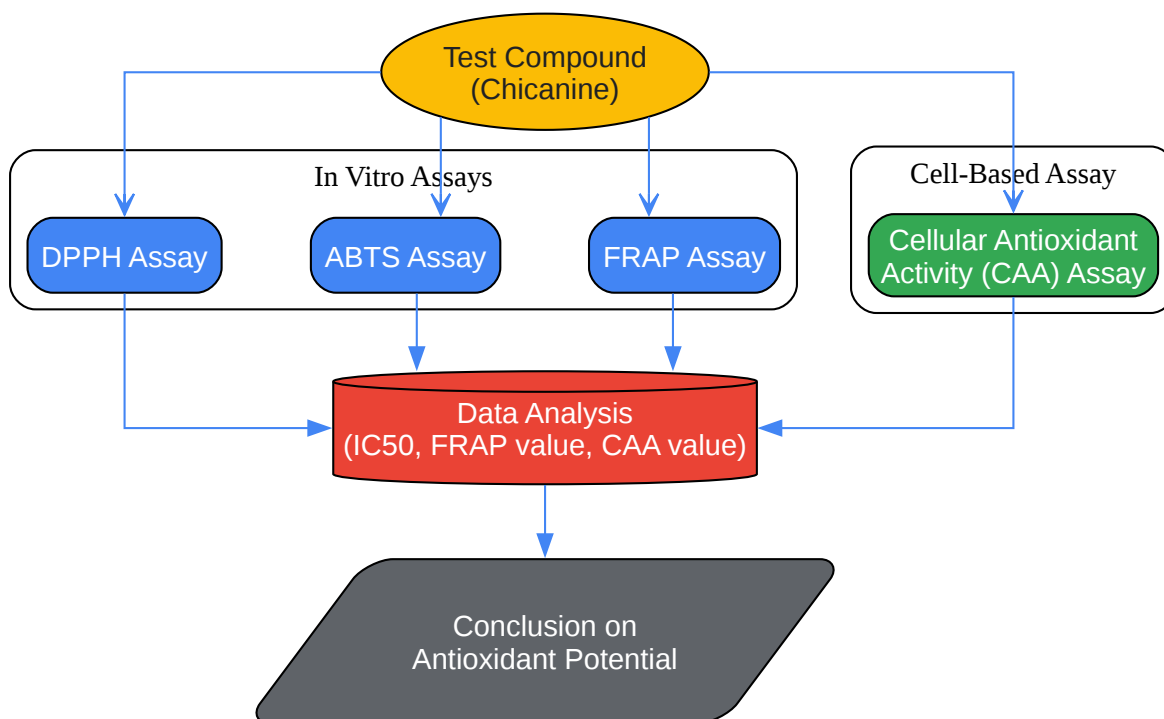 Test Compound
(Chicanine)
In Vitro Assays
Cell-Based Assay
DPPH Assay
ABTS Assay
FRAP Assay
Cellular Antioxidant
Activity (CAA) Assay
Data Analysis
(IC50, FRAP value, CAA value)
Conclusion on
Antioxidant Potential